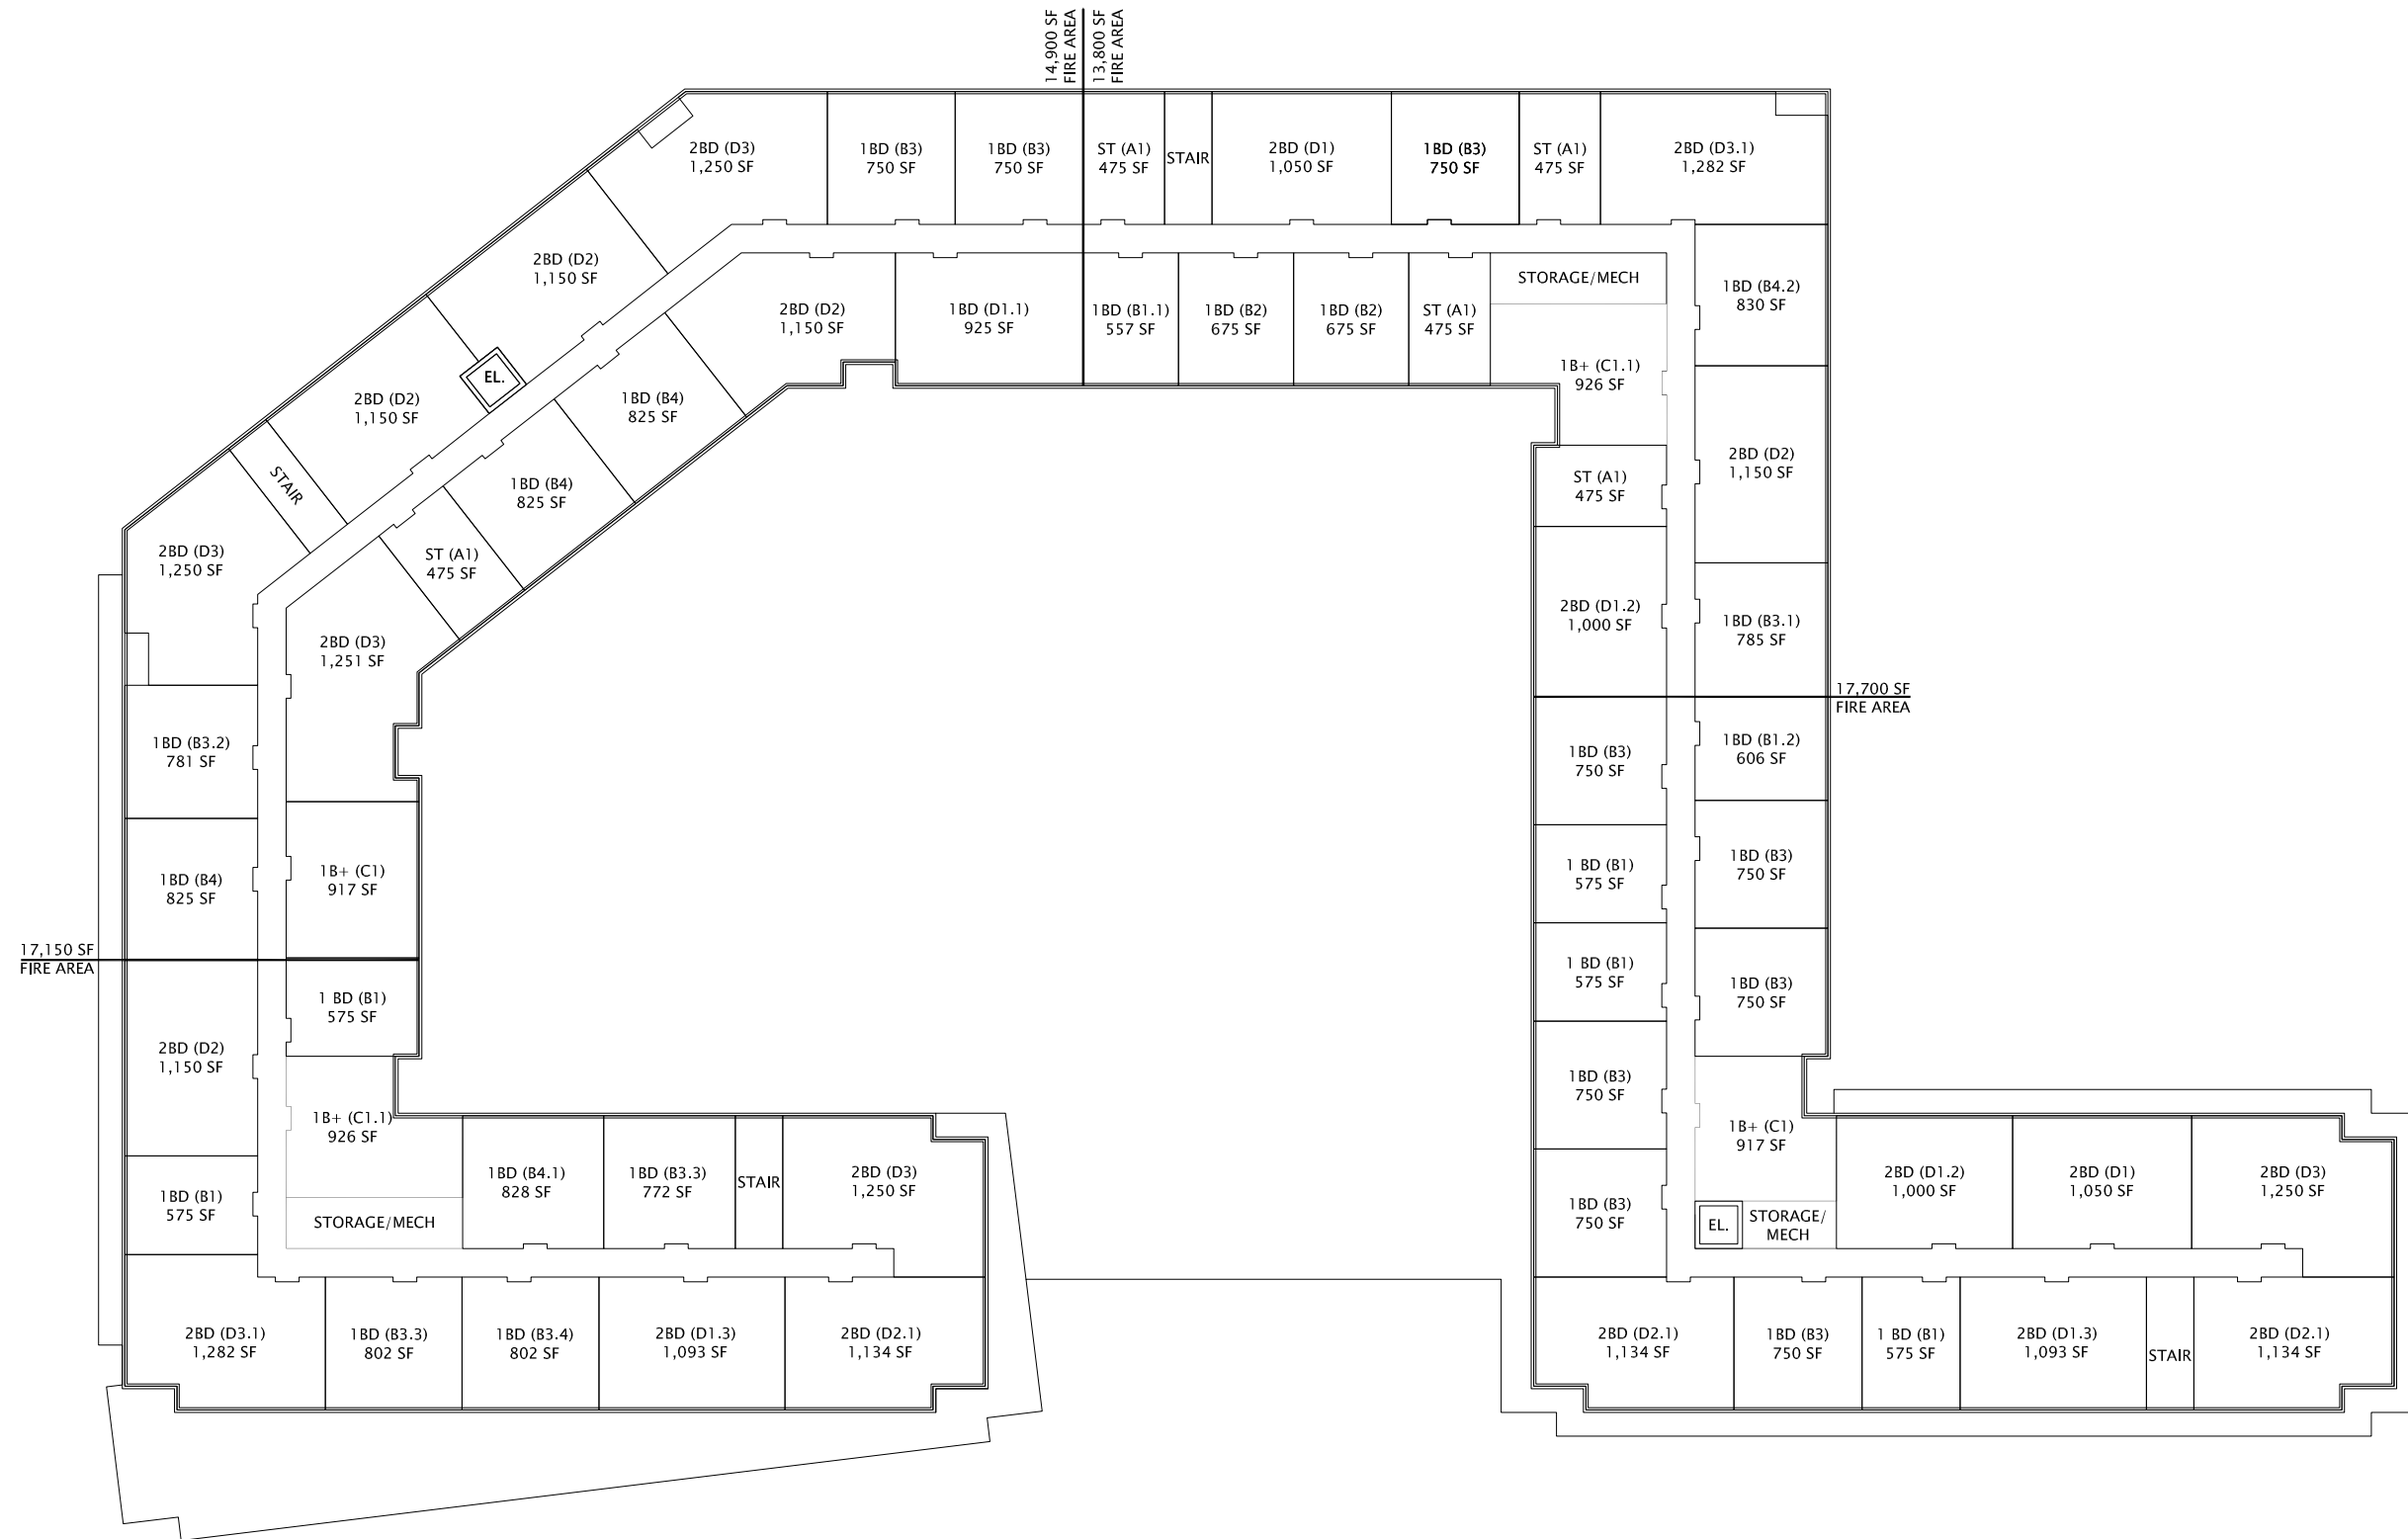 14,900 SF
FIRE AREA
13,800 SF
FIRE AREA
2BD (D3)
1,250 SF
1BD (B3)
750 SF
1BD (B3)
750 SF
ST (A1)
475 SF
STAIR
2BD (D1)
1,050 SF
1BD (B3)
750 SF
ST (A1)
475 SF
2BD (D3.1)
1,282 SF
2BD (D2)
1,150 SF
2BD (D2)
1,150 SF
1BD (D1.1)
925 SF
1BD (B1.1)
557 SF
1BD (B2)
675 SF
1BD (B2)
675 SF
ST (A1)
475 SF
STORAGE/MECH
1BD (B4.2)
830 SF
1B+ (C1.1)
926 SF
EL.
2BD (D2)
1,150 SF
1BD (B4)
825 SF
STAIR
1BD (B4)
825 SF
ST (A1)
475 SF
2BD (D2)
1,150 SF
2BD (D3)
1,250 SF
ST (A1)
475 SF
2BD (D3)
1,251 SF
2BD (D1.2)
1,000 SF
1BD (B3.1)
785 SF
17,700 SF
FIRE AREA
1BD (B3.2)
781 SF
1BD (B3)
750 SF
1BD (B1.2)
606 SF
1BD (B4)
825 SF
1B+ (C1)
917 SF
1 BD (B1)
575 SF
1BD (B3)
750 SF
17,150 SF
FIRE AREA
1 BD (B1)
575 SF
1 BD (B1)
575 SF
1BD (B3)
750 SF
2BD (D2)
1,150 SF
1BD (B3)
750 SF
1B+ (C1.1)
926 SF
1B+ (C1)
917 SF
1BD (B1)
575 SF
STORAGE/MECH
1BD (B4.1)
828 SF
1BD (B3.3)
772 SF
STAIR
2BD (D3)
1,250 SF
1BD (B3)
750 SF
EL.
STORAGE/
MECH
2BD (D1.2)
1,000 SF
2BD (D1)
1,050 SF
2BD (D3)
1,250 SF
2BD (D3.1)
1,282 SF
1BD (B3.3)
802 SF
1BD (B3.4)
802 SF
2BD (D1.3)
1,093 SF
2BD (D2.1)
1,134 SF
2BD (D2.1)
1,134 SF
1BD (B3)
750 SF
1 BD (B1)
575 SF
2BD (D1.3)
1,093 SF
STAIR
2BD (D2.1)
1,134 SF